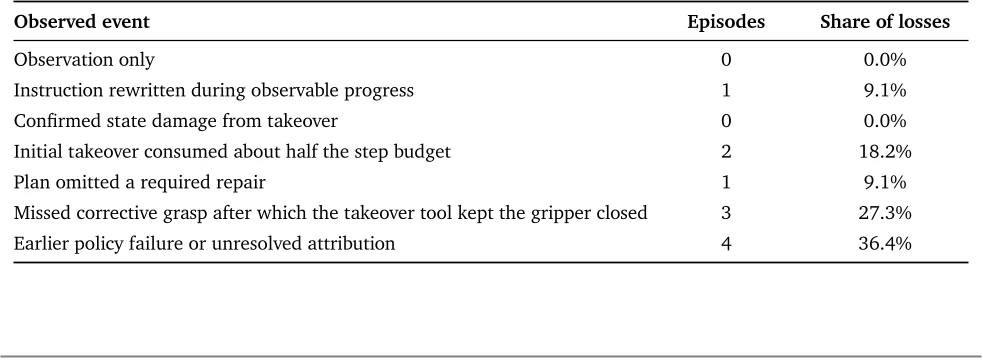 Observed event Episodes Share of losses
Observation only 0 0.0%
Instruction rewritten during observable progress 1 9.1%
Confirmed state damage from takeover 0 0.0%
Initial takeover consumed about half the step budget 2 18.2%
Plan omitted a required repair 1 9.1%
Missed corrective grasp after which the takeover tool kept the gripper closed 3 27.3%
Earlier policy failure or unresolved attribution 4 36.4%